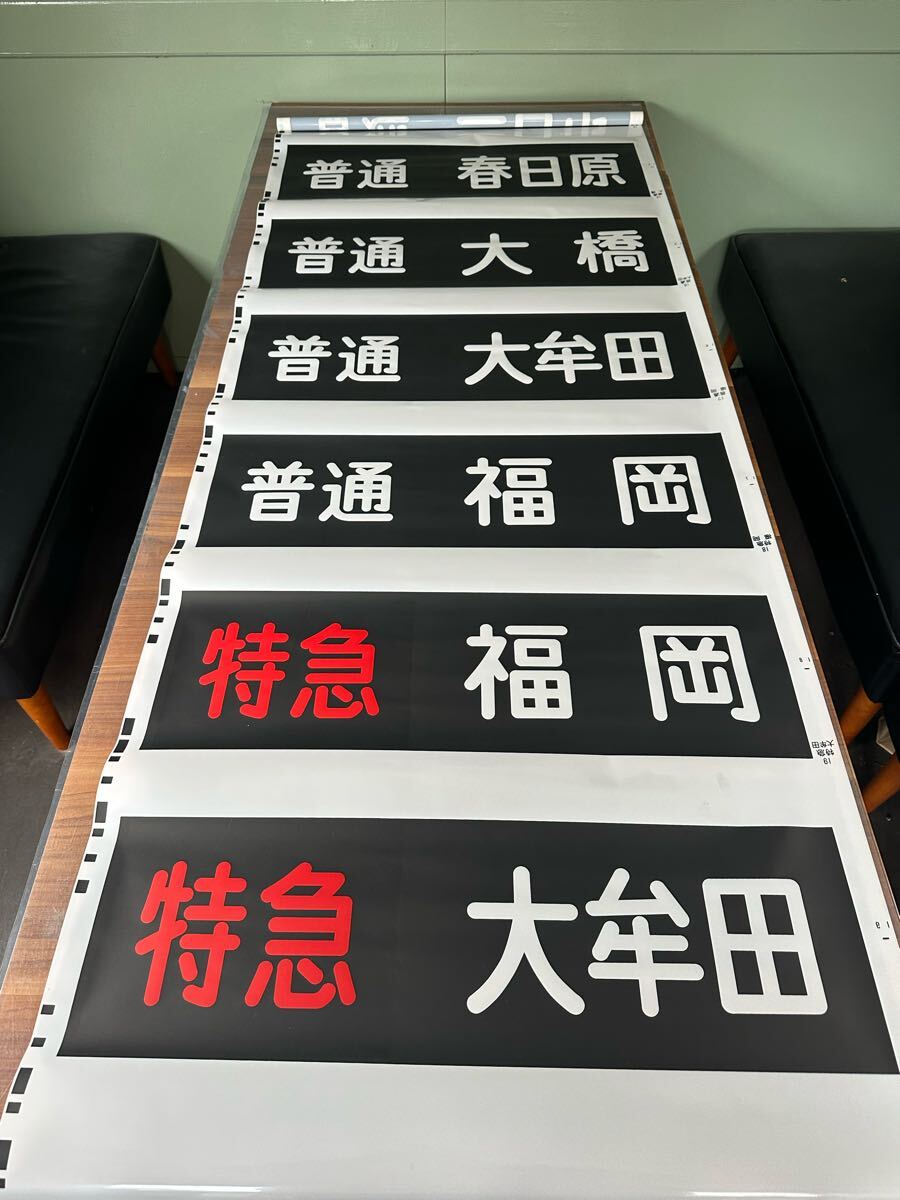 普通 春日原
普通 大橋
普通 大牟田
普通 福岡
特急 福岡
特急 大牟田